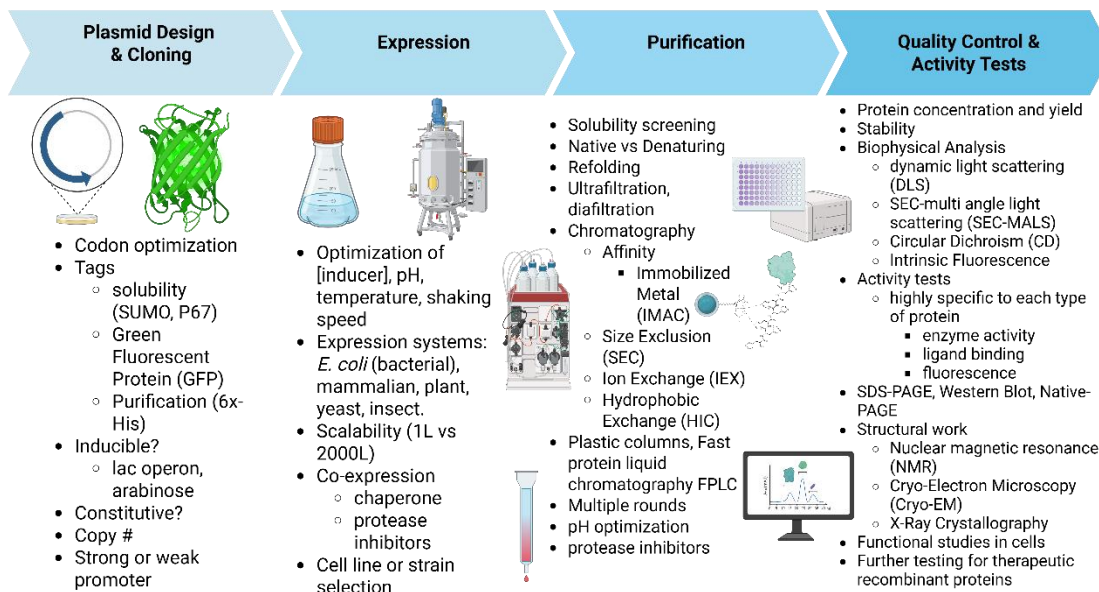 Plasmid Design
& Cloning
• Codon optimization
• Tags
○ solubility
(SUMO, P67)
○ Green
Fluorescent
Protein (GFP)
○ Purification (6x-
His)
• Inducible?
○ lac operon,
arabinose
• Constitutive?
• Copy #
• Strong or weak
promoter
Expression
• Optimization of
[inducer], pH,
temperature, shaking
speed
• Expression systems:
E. coli (bacterial),
mammalian, plant,
yeast, insect.
• Scalability (1L vs
2000L)
• Co-expression
○ chaperone
○ protease
inhibitors
• Cell line or strain
selection
Purification
• Solubility screening
• Native vs Denaturing
• Refolding
• Ultrafiltration,
diafiltration
• Chromatography
○ Affinity
▪ Immobilized
Metal
(IMAC)
○ Size Exclusion
(SEC)
○ Ion Exchange (IEX)
○ Hydrophobic
Exchange (HIC)
• Plastic columns, Fast
protein liquid
chromatography FPLC
• Multiple rounds
• pH optimization
• protease inhibitors
Quality Control &
Activity Tests
• Protein concentration and yield
• Stability
• Biophysical Analysis
○ dynamic light scattering
(DLS)
○ SEC-multi angle light
scattering (SEC-MALS)
○ Circular Dichroism (CD)
○ Intrinsic Fluorescence
• Activity tests
○ highly specific to each type
of protein
▪ enzyme activity
▪ ligand binding
▪ fluorescence
• SDS-PAGE, Western Blot, Native-
PAGE
• Structural work
○ Nuclear magnetic resonance
(NMR)
○ Cryo-Electron Microscopy
(Cryo-EM)
○ X-Ray Crystallography
• Functional studies in cells
• Further testing for therapeutic
recombinant proteins